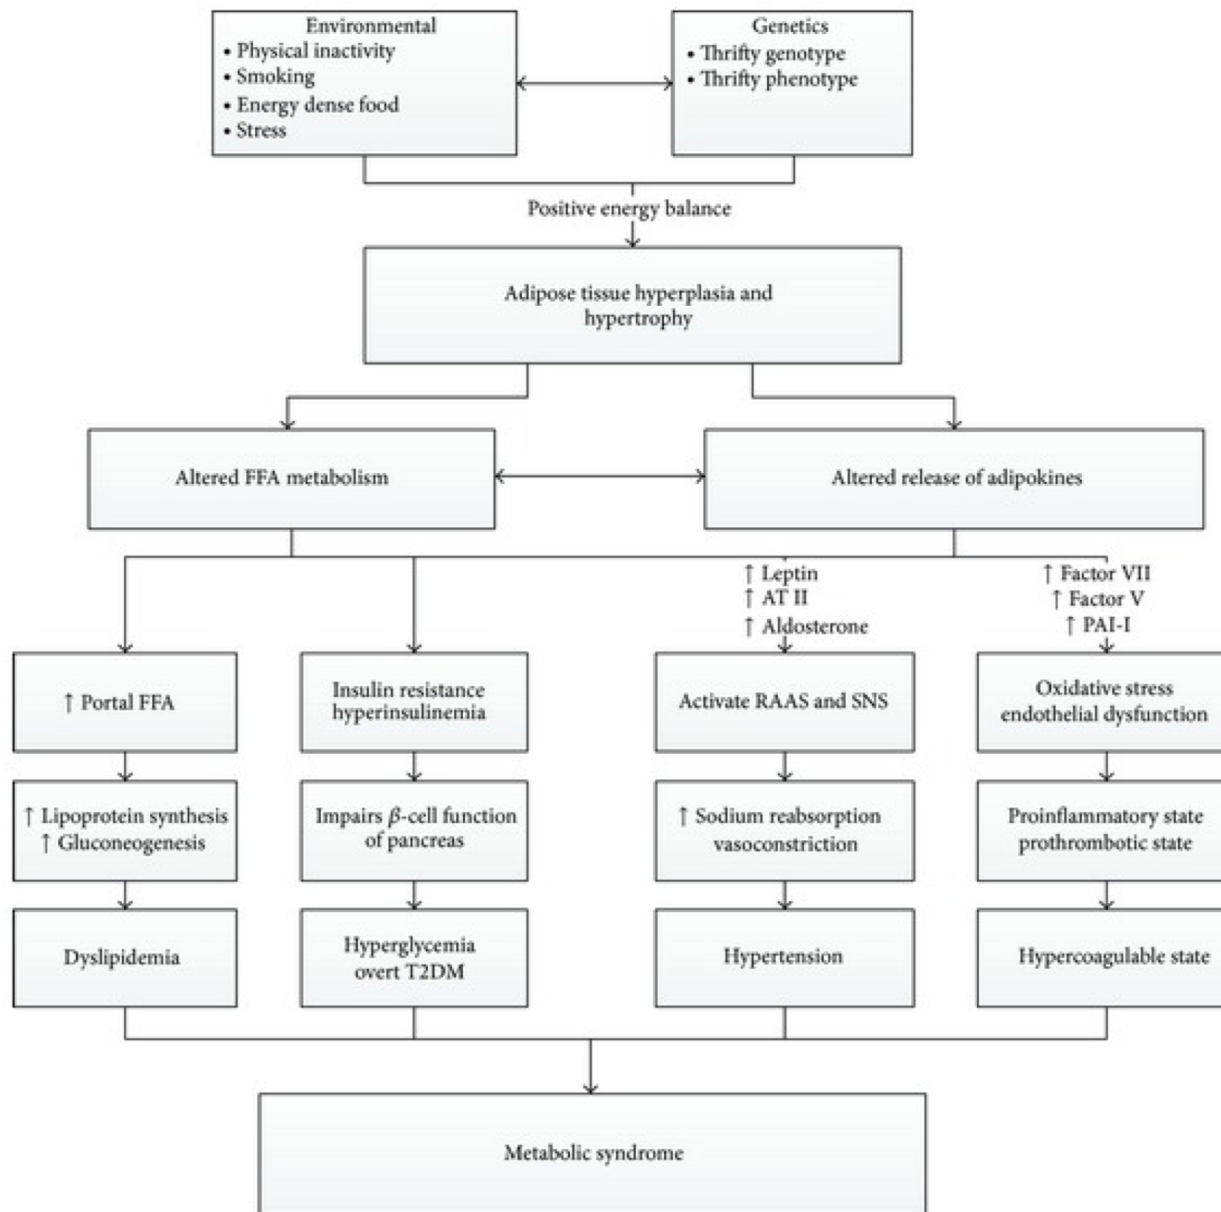 Environmental
• Physical inactivity
• Smoking
• Energy dense food
• Stress
Genetics
• Thrifty genotype
• Thrifty phenotype
Positive energy balance
Adipose tissue hyperplasia and
hypertrophy
Altered FFA metabolism
Altered release of adipokines
↑ Leptin
↑ AT II
↑ Aldosterone
↑ Factor VII
↑ Factor V
↑ PAI-I
↑ Portal FFA
Insulin resistance
hyperinsulinemia
Activate RAAS and SNS
Oxidative stress
endothelial dysfunction
↑ Lipoprotein synthesis
↑ Gluconeogenesis
Impairs β-cell function
of pancreas
↑ Sodium reabsorption
vasoconstriction
Proinflammatory state
prothrombotic state
Dyslipidemia
Hyperglycemia
overt T2DM
Hypertension
Hypercoagulable state
Metabolic syndrome